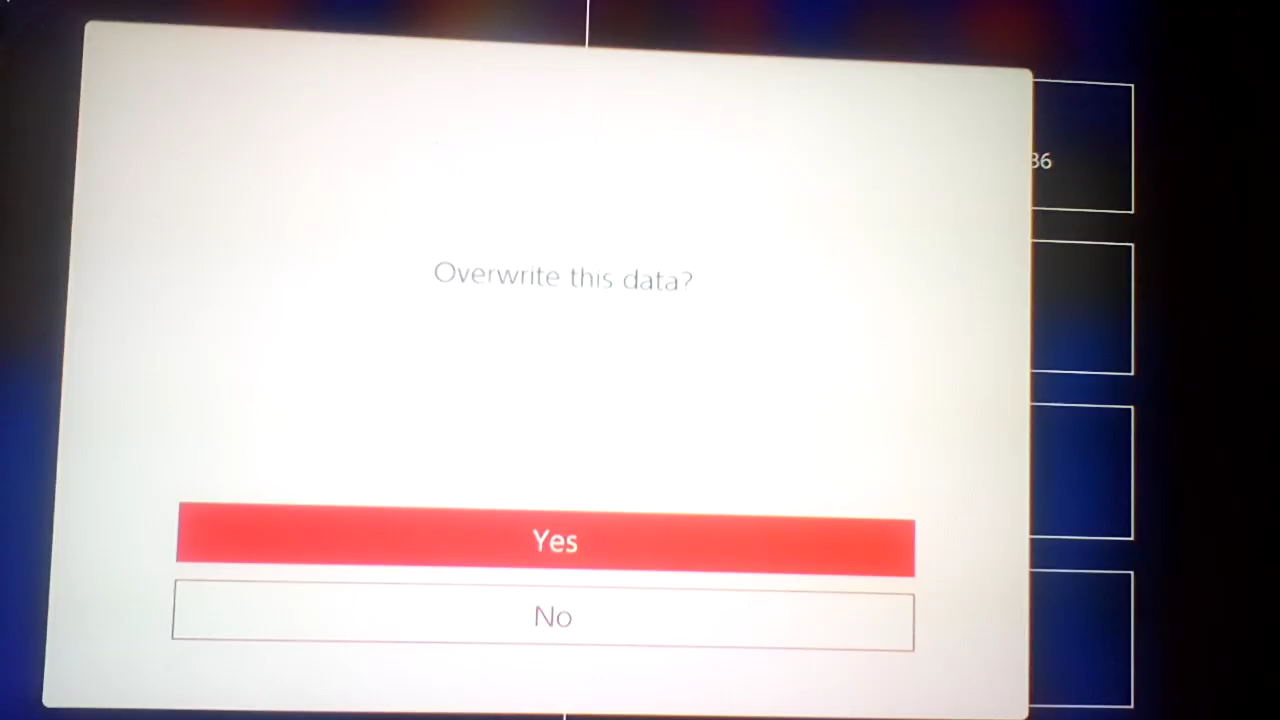 Overwrite this data?
Yes
No